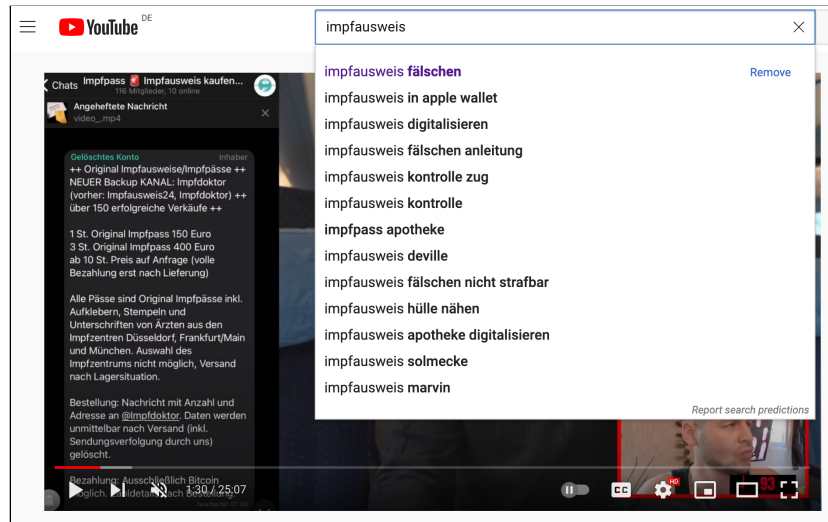 YouTube DE
impfausweis
impfausweis fälschen
Remove
impfausweis in apple wallet
impfausweis digitalisieren
impfausweis fälschen anleitung
impfausweis kontrolle zug
impfausweis kontrolle
impfpass apotheke
impfausweis deville
impfausweis fälschen nicht strafbar
impfausweis hülle nähen
impfausweis apotheke digitalisieren
impfausweis solmecke
impfausweis marvin
Report search predictions
Chats
Impfpass 🚨 Impfausweis kaufen...
116 Mitglieder, 10 online
Angeheftete Nachricht
video_.mp4
Gelöschtes Konto
Inhaber
++ Original Impfausweise/Impfpässe ++
NEUER Backup KANAL: Impfdoktor
(vorher: Impfausweis24, Impfdoktor) ++
über 150 erfolgreiche Verkäufe ++
1 St. Original Impfpass 150 Euro
3 St. Original Impfpass 400 Euro
ab 10 St. Preis auf Anfrage (volle
Bezahlung erst nach Lieferung)
Alle Pässe sind Original Impfpässe inkl.
Aufklebern, Stempeln und
Unterschriften von Ärzten aus den
Impfzentren Düsseldorf, Frankfurt/Main
und München. Auswahl des
Impfzentrums nicht möglich, Versand
nach Lagersituation.
Bestellung: Nachricht mit Anzahl und
Adresse an @Impfdoktor. Daten werden
unmittelbar nach Versand (inkl.
Sendungsverfolgung durch uns)
gelöscht.
Bezahlung: Ausschließlich Bitcoin
nach Bestellung.
1:30 / 25:07
CC
HD
93